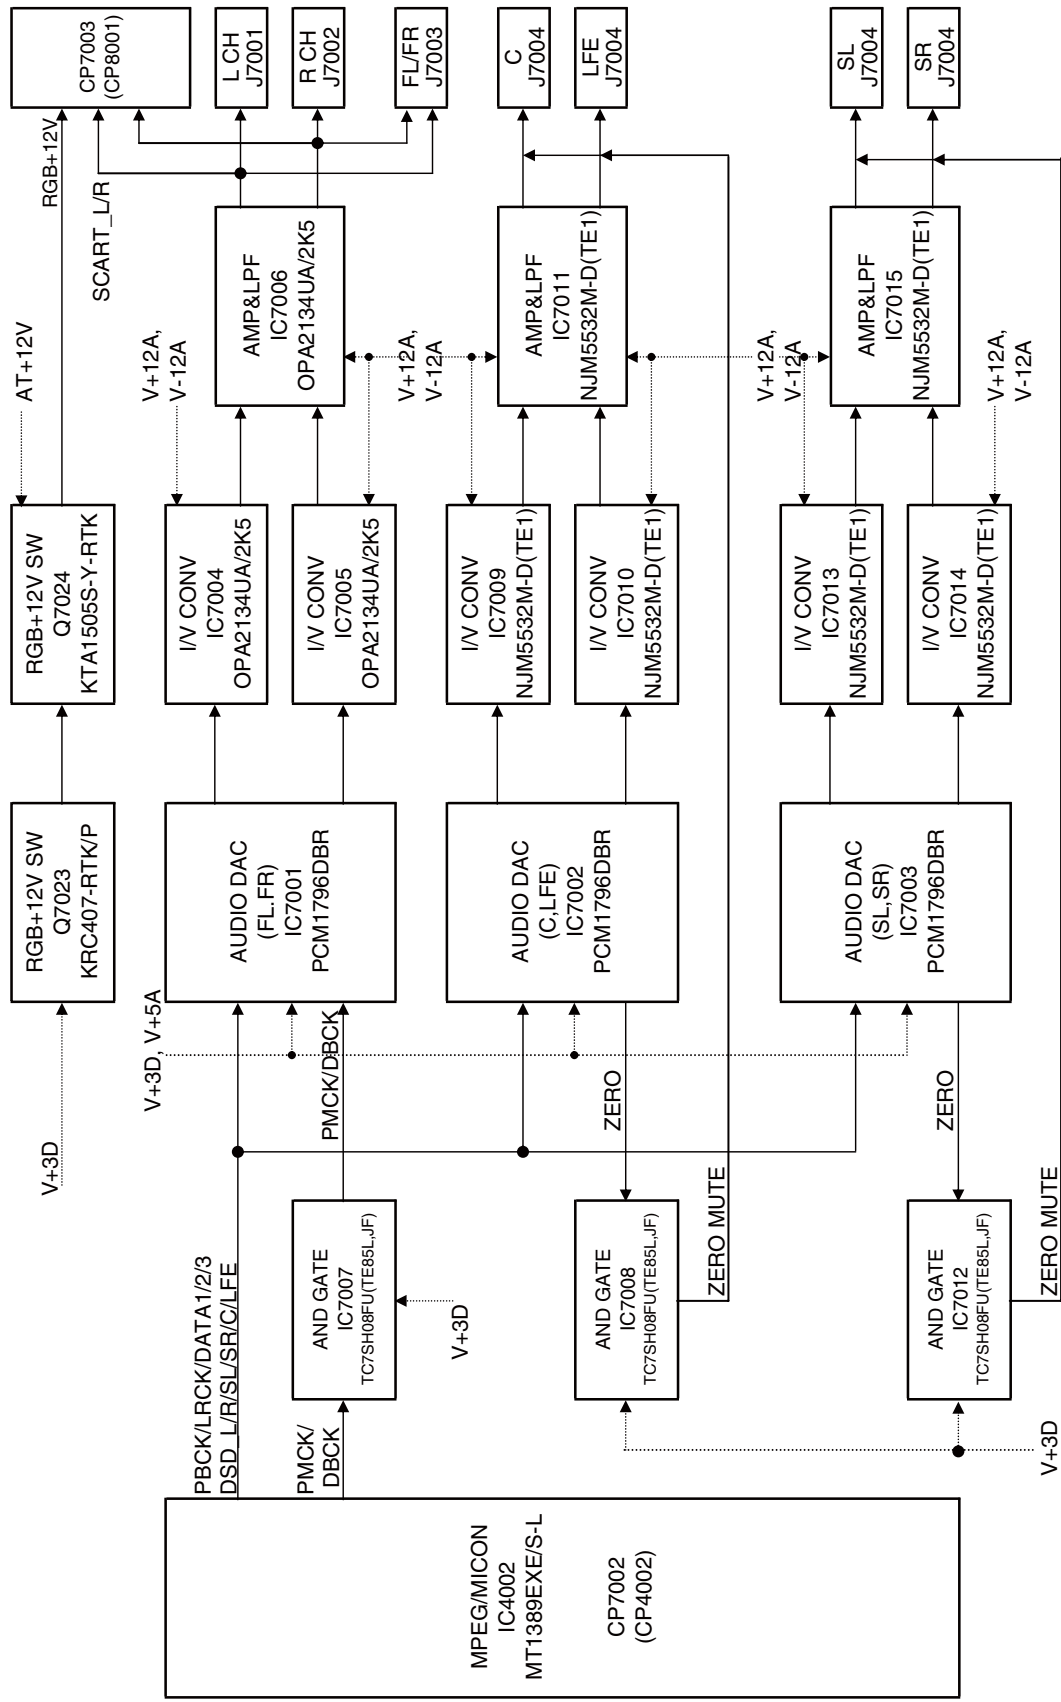 MPEG/MICON
IC4002
MT1389EXE/S-L
CP7002
(CP4002)
PBCK/LRCK/DATA1/2/3
DSD_L/R/SL/SR/C/LFE
PMCK/
DBCK
V+3D
AND GATE
IC7007
TC7SH08FU(TE85L,JF)
V+3D
AND GATE
IC7008
TC7SH08FU(TE85L,JF)
ZERO MUTE
AND GATE
IC7012
TC7SH08FU(TE85L,JF)
ZERO MUTE
V+3D
V+3D, V+5A
PMCK/DBCK
ZERO
ZERO
RGB+12V SW
Q7023
KRC407-RTK/P
AUDIO DAC
(FL.FR)
IC7001
PCM1796DBR
AUDIO DAC
(C,LFE)
IC7002
PCM1796DBR
AUDIO DAC
(SL,SR)
IC7003
PCM1796DBR
RGB+12V SW
Q7024
KTA1505S-Y-RTK
I/V CONV
IC7004
OPA2134UA/2K5
I/V CONV
IC7005
OPA2134UA/2K5
I/V CONV
IC7009
NJM5532M-D(TE1)
I/V CONV
IC7010
NJM5532M-D(TE1)
I/V CONV
IC7013
NJM5532M-D(TE1)
I/V CONV
IC7014
NJM5532M-D(TE1)
AT+12V
V+12A,
V-12A
V+12A,
V-12A
V+12A,
V-12A
V+12A,
V-12A
AMP&LPF
IC7006
OPA2134UA/2K5
AMP&LPF
IC7011
NJM5532M-D(TE1)
AMP&LPF
IC7015
NJM5532M-D(TE1)
RGB+12V
SCART_L/R
CP7003
(CP8001)
L CH
J7001
R CH
J7002
FL/FR
J7003
C
J7004
LFE
J7004
SL
J7004
SR
J7004